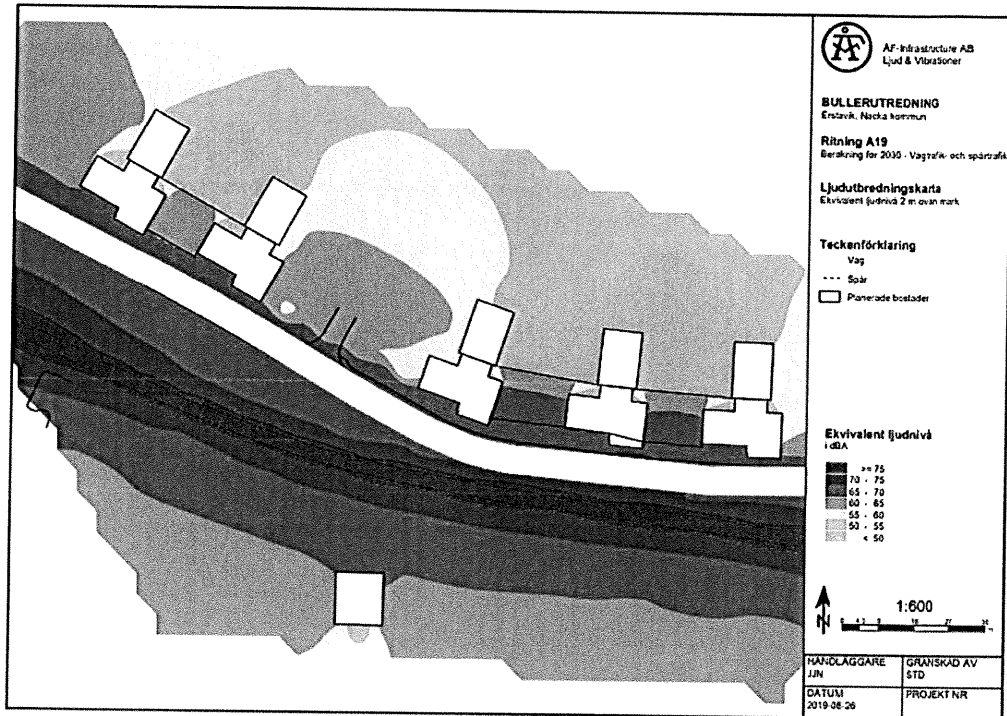 ÅF
ÅF-Infrastructure AB
Ljud & Vibrationer
BULLERUTREDNING
Erstavik, Nacka kommun
Ritning A19
Beräkning för 2030 - Vägtrafik- och spårtrafik
Ljudutbredningskarta
Ekvivalent ljudnivå 2 m ovan mark
Teckenförklaring
Väg
Spår
Planerade bostäder
Ekvivalent ljudnivå
i dBA
>= 75
70 - 75
65 - 70
60 - 65
55 - 60
50 - 55
< 50
N
1:600
HANDLÄGGARE
JJN
GRANSKAD AV
STD
DATUM
2019-08-26
PROJEKT NR